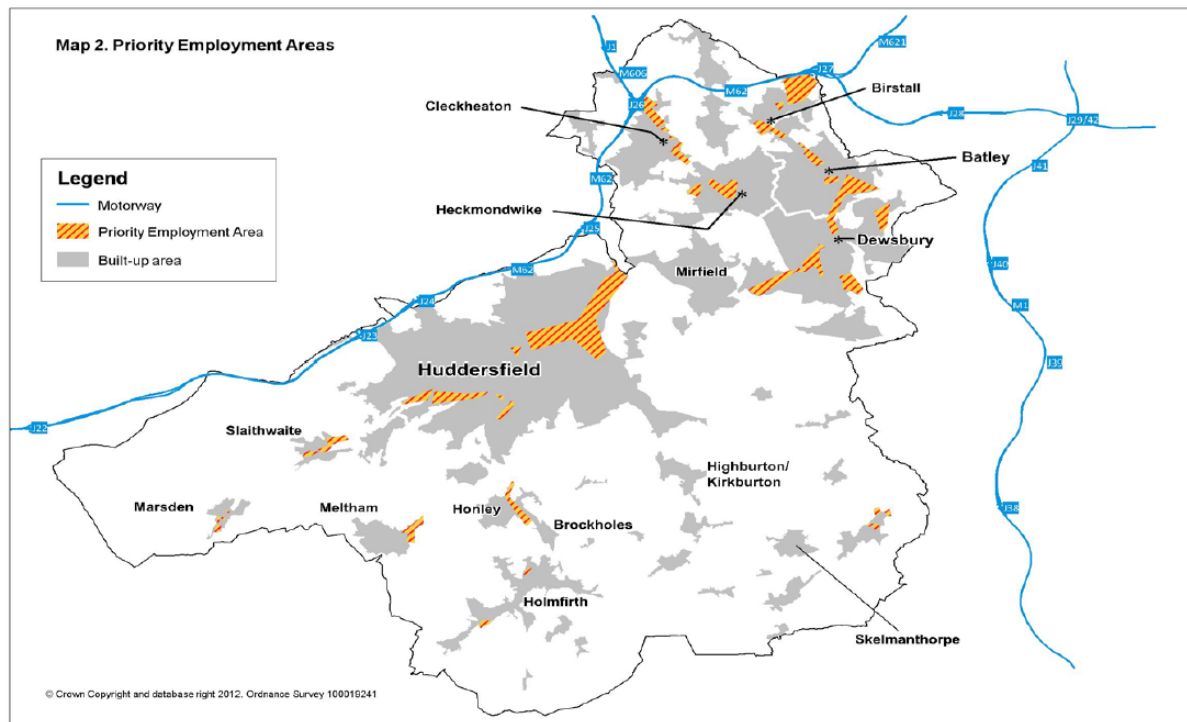 Map 2. Priority Employment Areas
J1
M621
M606
J27
M62
Birstall
Cleckheaton
J26
J28
J29/42
Legend
Batley
J41
Motorway
M62
Priority Employment Area
Heckmondwike
J25
Dewsbury
Built-up area
M62
Mirfield
J40
J24
M1
J23
Huddersfield
J39
J22
Slaithwaite
Highburton/
Kirkburton
Marsden
Meltham
Honley
J38
Brockholes
Holmfirth
Skelmanthorpe
© Crown Copyright and database right 2012. Ordnance Survey 100019241